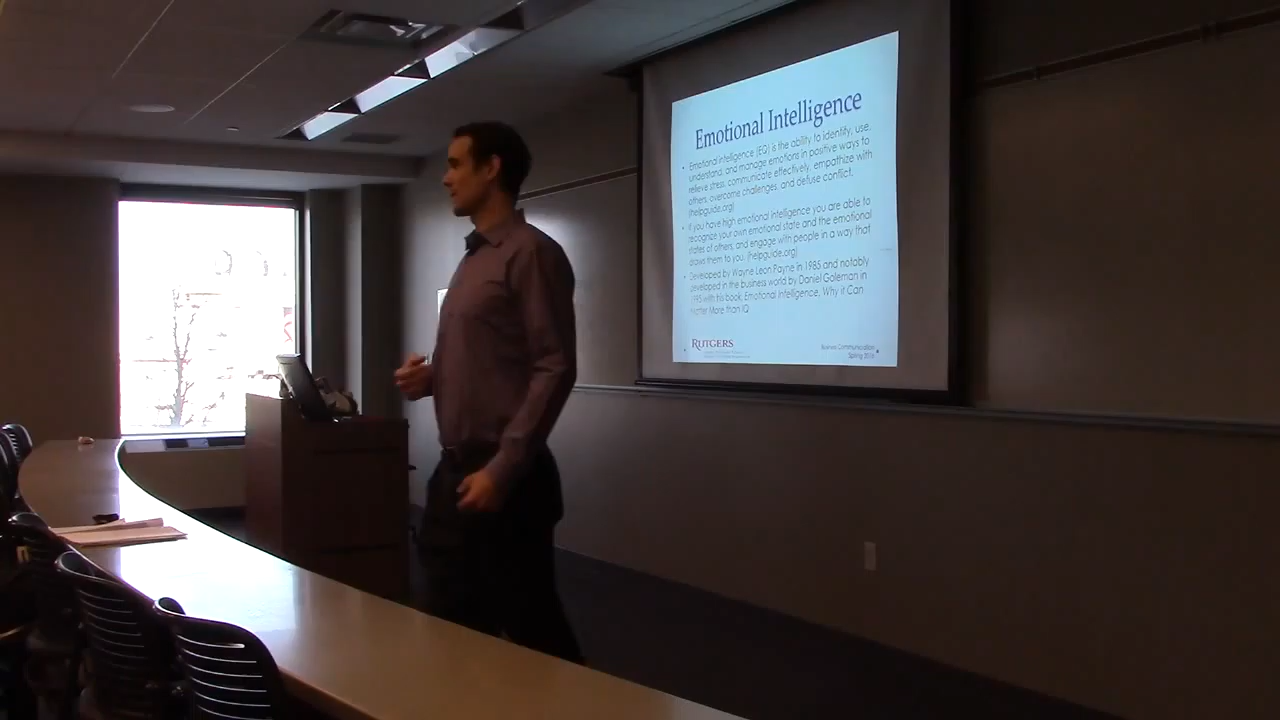 Emotional Intelligence
• Emotional intelligence (EQ) is the ability to identify, use,
understand, and manage emotions in positive ways to
relieve stress, communicate effectively, empathize with
others, overcome challenges, and defuse conflict.
(helpguide.org)
• If you have high emotional intelligence you are able to
recognize your own emotional state and the emotional
states of others, and engage with people in a way that
draws them to you. (helpguide.org)
• Developed by Wayne Leon Payne in 1985 and notably
developed in the business world by Daniel Goleman in
1995 with his book, Emotional Intelligence, Why it Can
Matter More than IQ
RUTGERS
Business Communication
Spring 2016